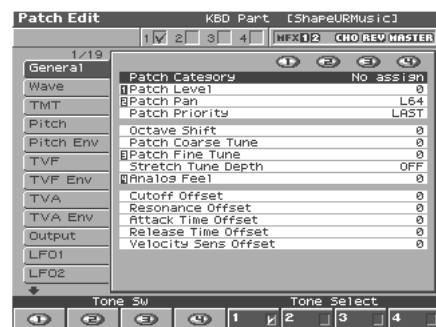 Patch Edit KBD Part [ShapeURMusic]
1 2 3 4 MFX 1 2 CHO REV MASTER
1/19
General
Wave
TMT
Pitch
Pitch Env
TVF
TVF Env
TVA
TVA Env
Output
LFO1
LFO2
1 2 3 4
Patch Category No assign
1 Patch Level 0
2 Patch Pan L64
Patch Priority LAST
Octave Shift 0
Patch Coarse Tune 0
3 Patch Fine Tune 0
Stretch Tune Depth OFF
4 Analog Feel 0
Cutoff Offset 0
Resonance Offset 0
Attack Time Offset 0
Release Time Offset 0
Velocity Sens Offset 0
Tone Sw Tone Select
1 2 3 4 1 2 3 4